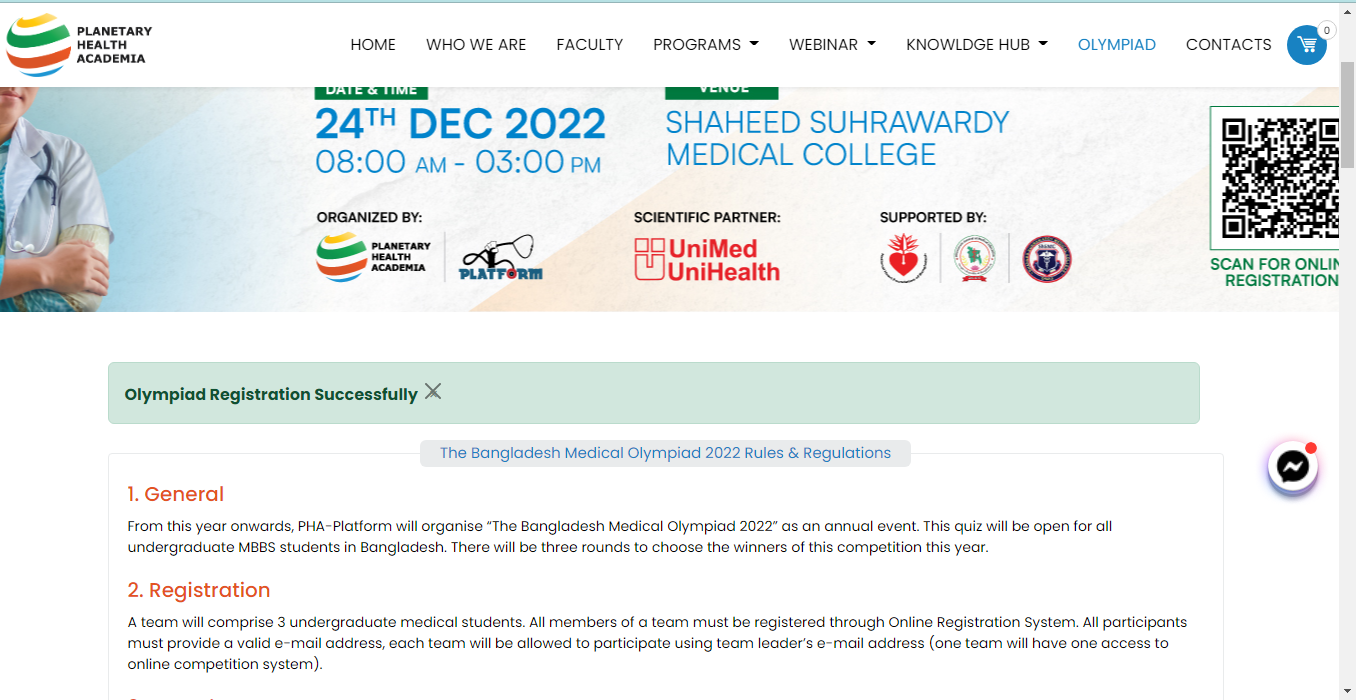 PLANETARY
HEALTH
ACADEMIA
HOME WHO WE ARE FACULTY PROGRAMS WEBINAR KNOWLDGE HUB OLYMPIAD CONTACTS
0
DATE & TIME
24TH DEC 2022
08:00 AM - 03:00 PM
VENUE
SHAHEED SUHRAWARDY
MEDICAL COLLEGE
ORGANIZED BY:
PLANETARY
HEALTH
ACADEMIA
PLATFORM
SCIENTIFIC PARTNER:
UniMed
UniHealth
SUPPORTED BY:
SCAN FOR ONLIN
REGISTRATION
Olympiad Registration Successfully
The Bangladesh Medical Olympiad 2022 Rules & Regulations
1. General
From this year onwards, PHA-Platform will organise “The Bangladesh Medical Olympiad 2022” as an annual event. This quiz will be open for all
undergraduate MBBS students in Bangladesh. There will be three rounds to choose the winners of this competition this year.
2. Registration
A team will comprise 3 undergraduate medical students. All members of a team must be registered through Online Registration System. All participants
must provide a valid e-mail address, each team will be allowed to participate using team leader’s e-mail address (one team will have one access to
online competition system).